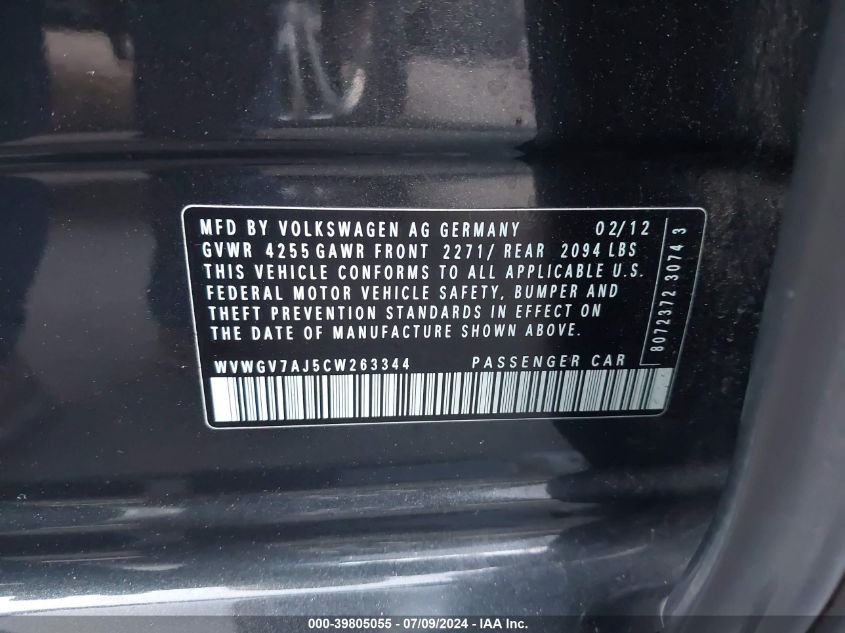 MFD BY VOLKSWAGEN AG GERMANY 02/12
GVWR 4255 GAWR FRONT 2271/ REAR 2094 LBS
THIS VEHICLE CONFORMS TO ALL APPLICABLE U.S.
FEDERAL MOTOR VEHICLE SAFETY, BUMPER AND
THEFT PREVENTION STANDARDS IN EFFECT ON
THE DATE OF MANUFACTURE SHOWN ABOVE.
WVWGV7AJ5CW263344 PASSENGER CAR
8072372.3074 3
000-39805055 / 07/09/2024 - IAA Inc.